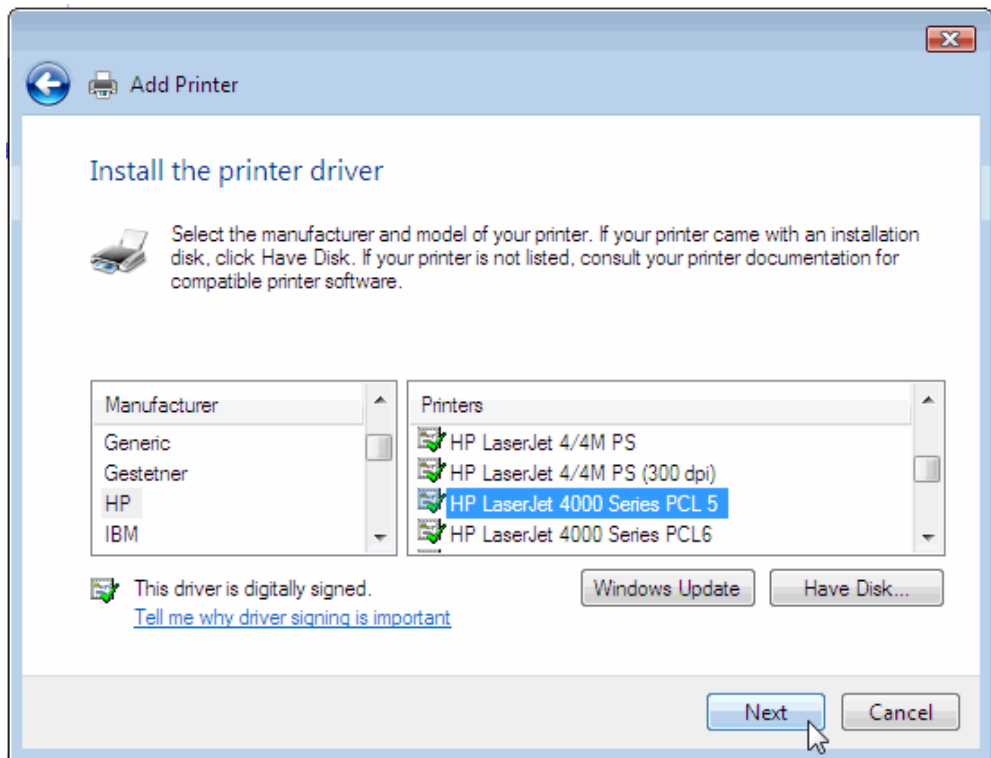 Add Printer
Install the printer driver
Select the manufacturer and model of your printer. If your printer came with an installation
disk, click Have Disk. If your printer is not listed, consult your printer documentation for
compatible printer software.
Manufacturer
Generic
Gestetner
HP
IBM
Printers
HP LaserJet 4/4M PS
HP LaserJet 4/4M PS (300 dpi)
HP LaserJet 4000 Series PCL 5
HP LaserJet 4000 Series PCL6
This driver is digitally signed.
Tell me why driver signing is important
Windows Update
Have Disk...
Next
Cancel